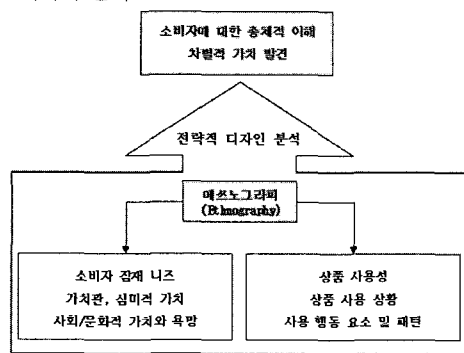 소비자에 대한 총체적 이해
차별적 가치 발견
전략적 디자인 분석
에쓰노그라피
(Ethnography)
소비자 잠재 니즈
가치관, 심미적 가치
사회/문화적 가치와 욕망
상품 사용성
상품 사용 상황
사용 행동 요소 및 패턴